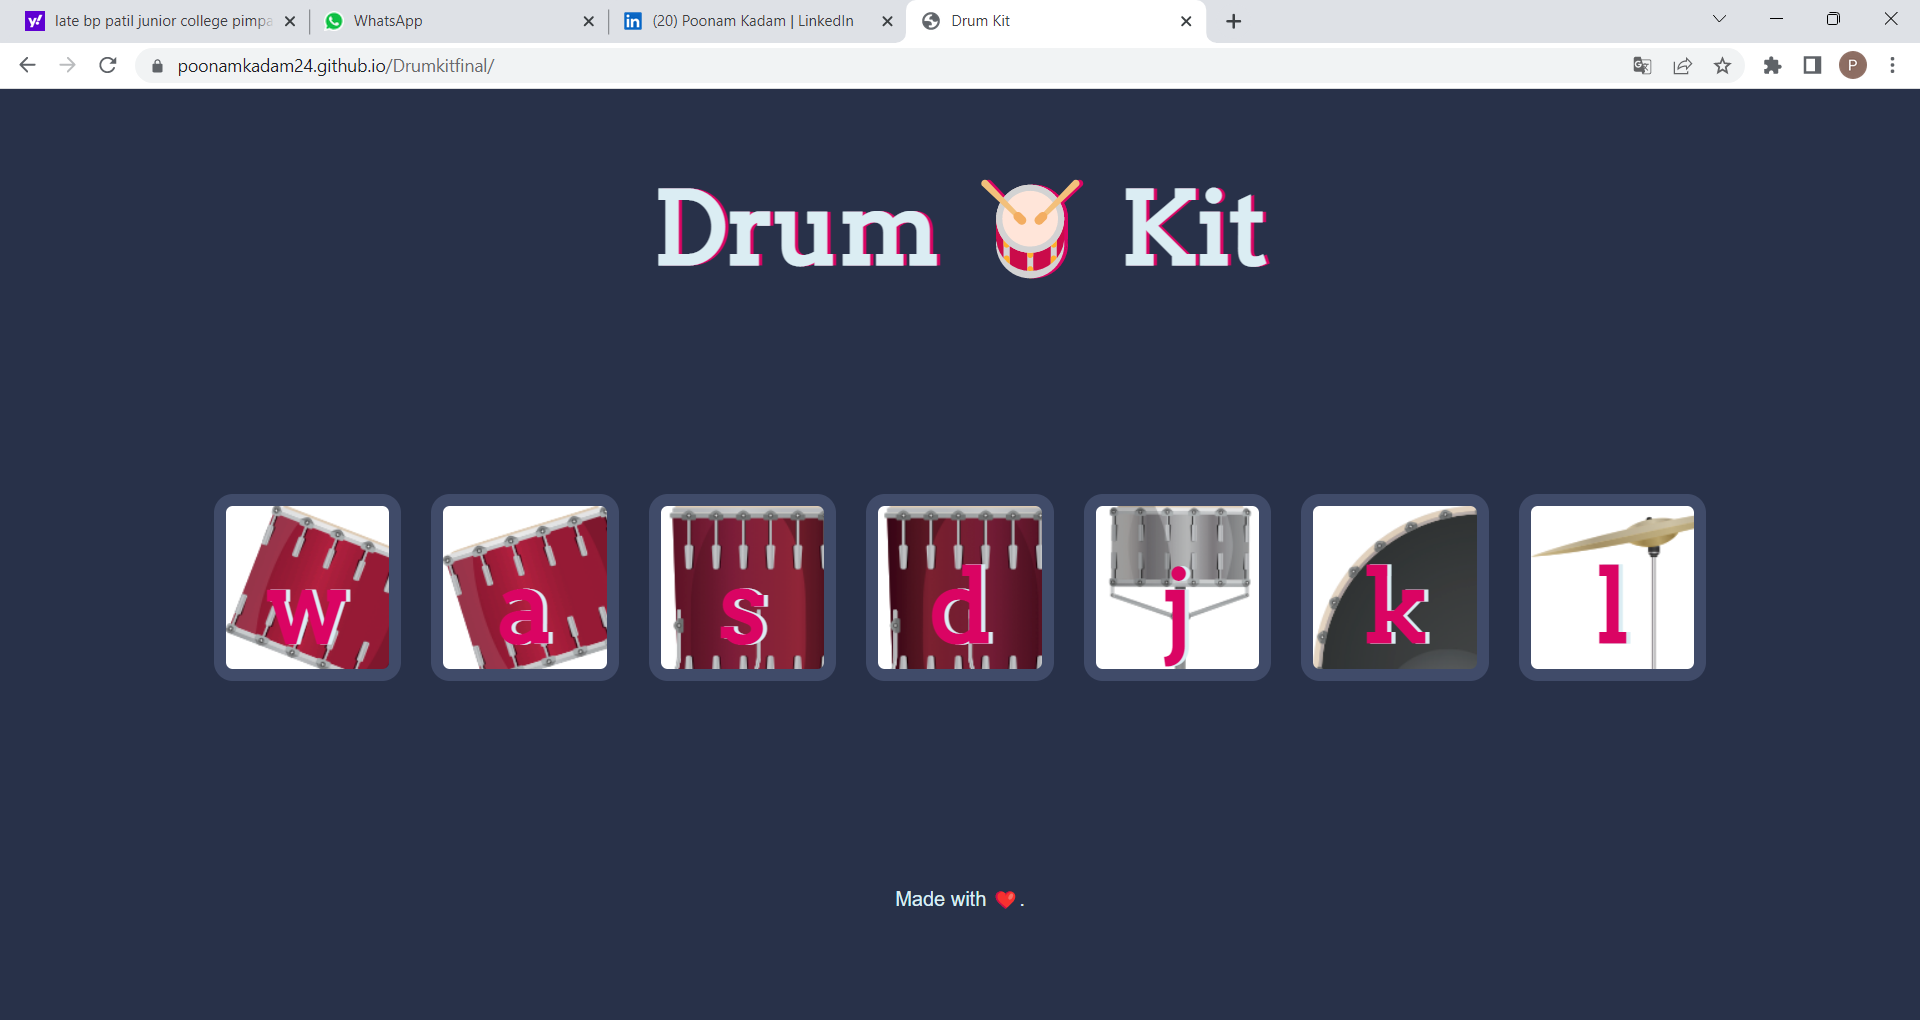 late bp patil junior college pimpa
WhatsApp
(20) Poonam Kadam | LinkedIn
Drum Kit
poonamkadam24.github.io/Drumkitfinal/
P
Drum 🥁 Kit
w a s d j k l
Made with ❤️.